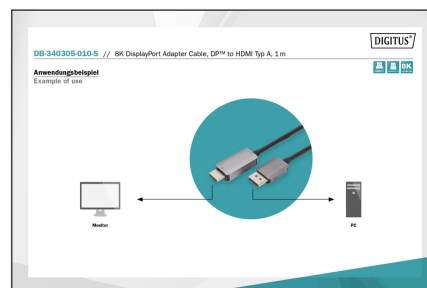 DIGITUS®
DB-340305-010-S // 8K DisplayPort Adapter Cable, DP™ to HDMI Typ A, 1 m
8K
Anwendungsbeispiel
Example of use
Monitor
PC